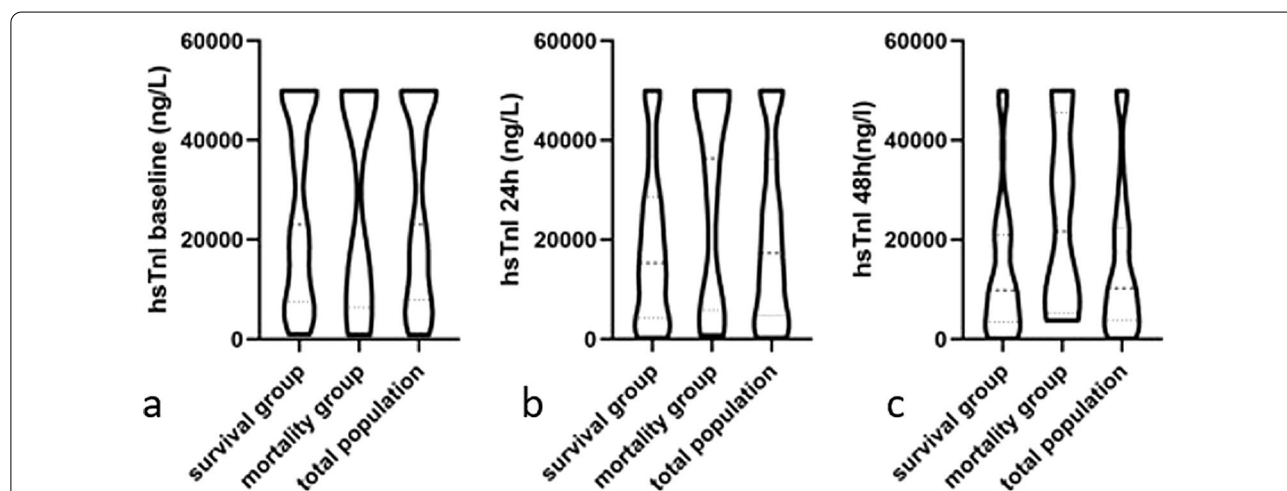 hsTnI baseline (ng/L)
60000
40000
20000
0
survival group
mortality group
total population
a
hsTnI 24h (ng/L)
60000
40000
20000
0
survival group
mortality group
total population
b
hsTnI 48h(ng/l)
60000
40000
20000
0
survival group
mortality group
total population
c